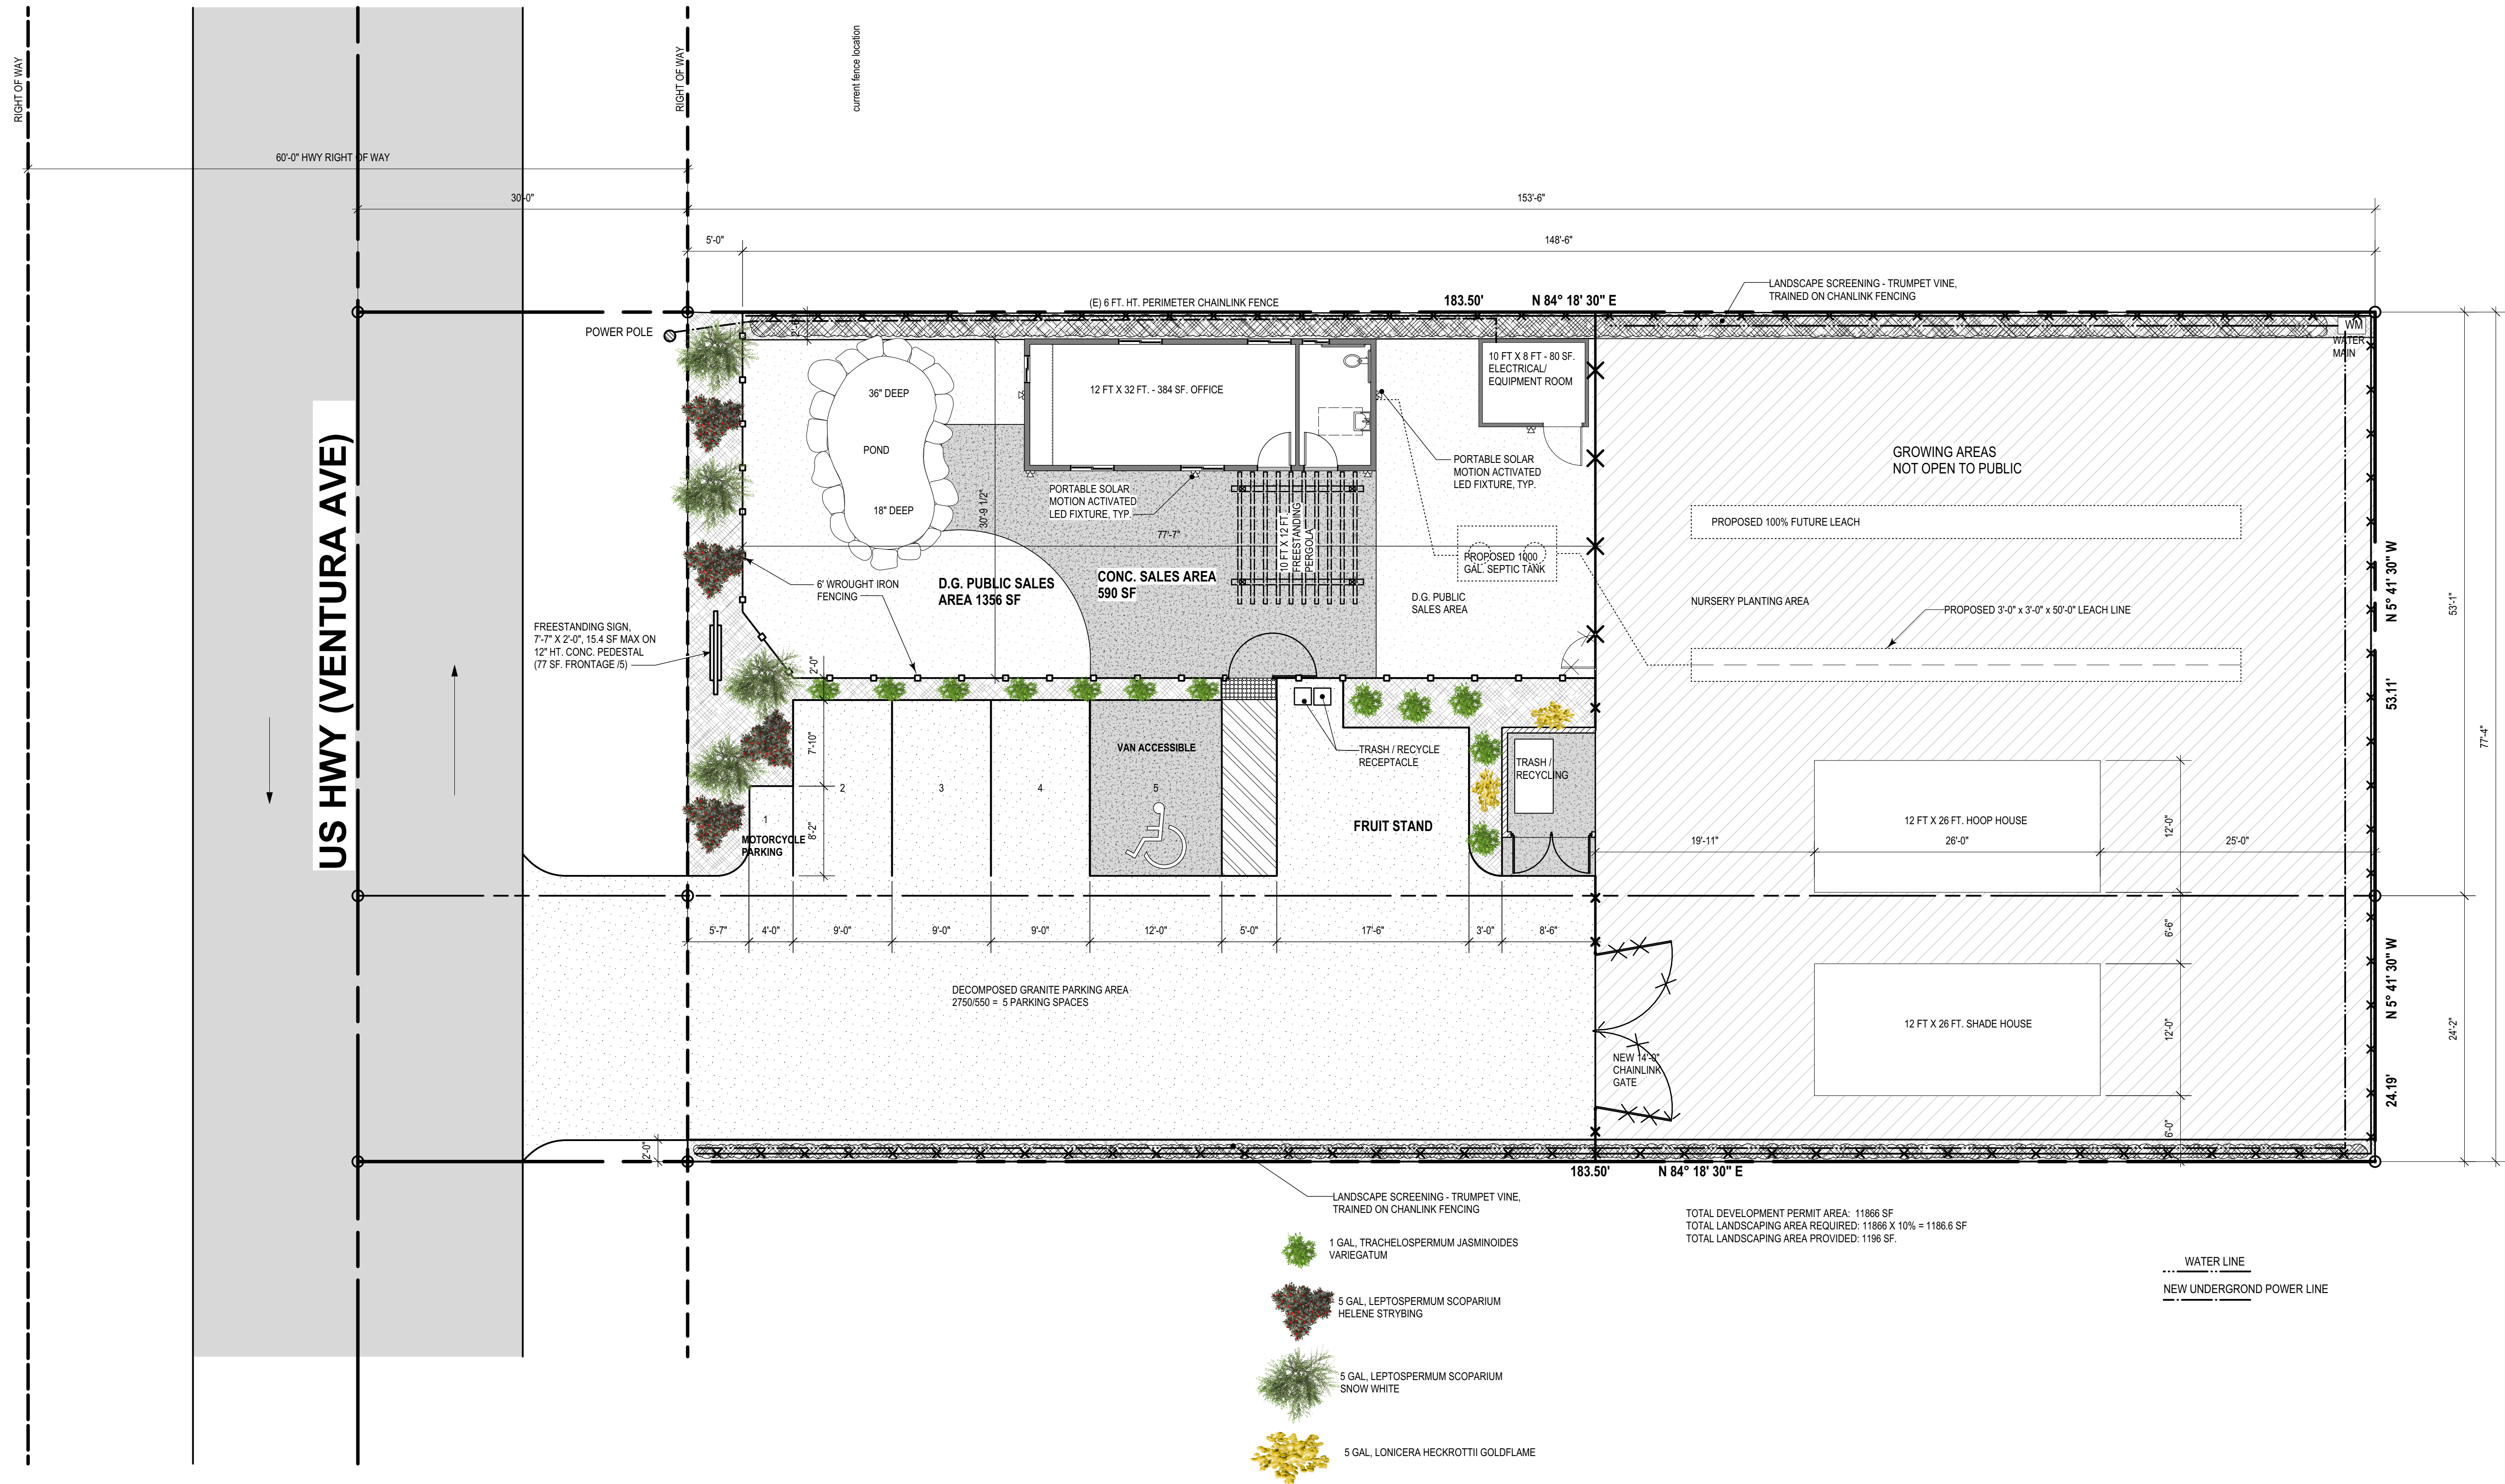 RIGHT OF WAY
RIGHT OF WAY
current fence location
60'-0" HWY RIGHT OF WAY
30'-0"
153'-6"
5'-0"
148'-6"
LANDSCAPE SCREENING - TRUMPET VINE,
TRAINED ON CHANLINK FENCING
(E) 6 FT. HT. PERIMETER CHAINLINK FENCE
183.50'
N 84° 18' 30" E
POWER POLE
2'-6"
WM
WATER
MAIN
36" DEEP
POND
18" DEEP
12 FT X 32 FT. - 384 SF. OFFICE
10 FT X 8 FT - 80 SF.
ELECTRICAL/
EQUIPMENT ROOM
GROWING AREAS
NOT OPEN TO PUBLIC
PORTABLE SOLAR
MOTION ACTIVATED
LED FIXTURE, TYP.
PORTABLE SOLAR
MOTION ACTIVATED
LED FIXTURE, TYP.
30'-9 1/2"
77'-7"
10 FT X 12 FT.
FREESTANDING
PERGOLA
PROPOSED 100% FUTURE LEACH
PROPOSED 1000
GAL. SEPTIC TANK
6' WROUGHT IRON
FENCING
D.G. PUBLIC SALES
AREA 1356 SF
CONC. SALES AREA
590 SF
D.G. PUBLIC
SALES AREA
NURSERY PLANTING AREA
PROPOSED 3'-0" x 3'-0" x 50'-0" LEACH LINE
N 5° 41' 30" W
53.11'
53'-1"
77'-4"
US HWY (VENTURA AVE)
FREESTANDING SIGN,
7'-7" X 2'-0", 15.4 SF MAX ON
12" HT. CONC. PEDESTAL
(77 SF. FRONTAGE /5)
2'-0"
7'-10"
8'-2"
VAN ACCESSIBLE
TRASH / RECYCLE
RECEPTACLE
TRASH /
RECYCLING
1
2
3
4
5
MOTORCYCLE
PARKING
FRUIT STAND
12 FT X 26 FT. HOOP HOUSE
12'-0"
19'-11"
26'-0"
25'-0"
5'-7"
4'-0"
9'-0"
9'-0"
9'-0"
12'-0"
5'-0"
17'-6"
3'-0"
8'-6"
6'-6"
DECOMPOSED GRANITE PARKING AREA
2750/550 = 5 PARKING SPACES
N 5° 41' 30" W
24.19'
24'-2"
12 FT X 26 FT. SHADE HOUSE
12'-0"
NEW 14'-0"
CHAINLINK
GATE
6'-0"
2'-0"
183.50'
N 84° 18' 30" E
LANDSCAPE SCREENING - TRUMPET VINE,
TRAINED ON CHANLINK FENCING
TOTAL DEVELOPMENT PERMIT AREA: 11866 SF
TOTAL LANDSCAPING AREA REQUIRED: 11866 X 10% = 1186.6 SF
TOTAL LANDSCAPING AREA PROVIDED: 1196 SF.
1 GAL, TRACHELOSPERMUM JASMINOIDES
VARIEGATUM
WATER LINE
NEW UNDERGROND POWER LINE
5 GAL, LEPTOSPERMUM SCOPARIUM
HELENE STRYBING
5 GAL, LEPTOSPERMUM SCOPARIUM
SNOW WHITE
5 GAL, LONICERA HECKROTTII GOLDFLAME